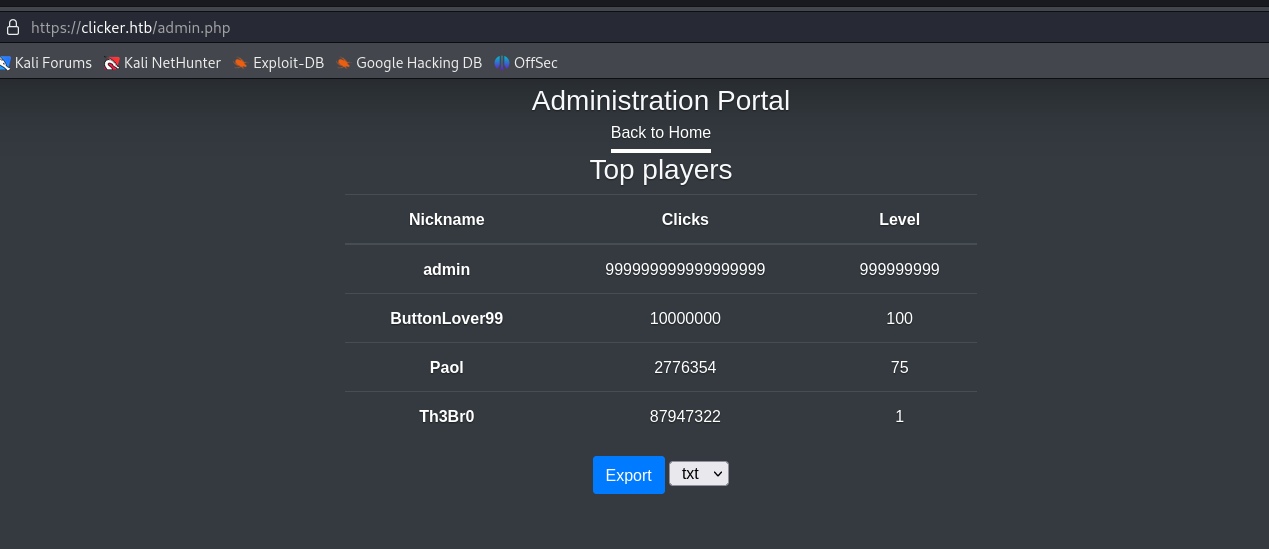 https://clicker.htb/admin.php
Kali Forums Kali NetHunter Exploit-DB Google Hacking DB OffSec
Administration Portal
Back to Home
Top players
Nickname Clicks Level
admin 999999999999999999 999999999
ButtonLover99 10000000 100
Paol 2776354 75
Th3Br0 87947322 1
Export txt